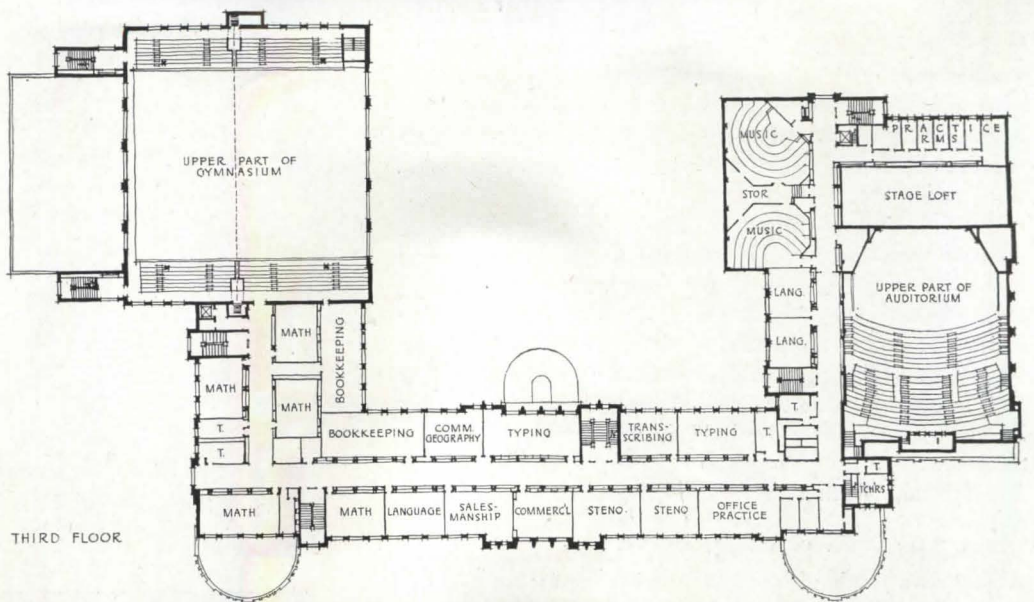 UPPER PART OF
GYMNASIUM
MUSIC
PRACTICE
RMS
STOR
STAGE LOFT
MUSIC
LANG.
UPPER PART OF
AUDITORIUM
LANG.
MATH
BOOKKEEPING
MATH
MATH
T.
T.
BOOKKEEPING
COMM.
GEOGRAPHY
TYPING
TRANS-
SCRIBING
TYPING
T.
T.
T.
TCHRS
MATH
MATH
LANGUAGE
SALES-
MANSHIP
COMMERC'L
STENO.
STENO
OFFICE
PRACTICE
THIRD FLOOR